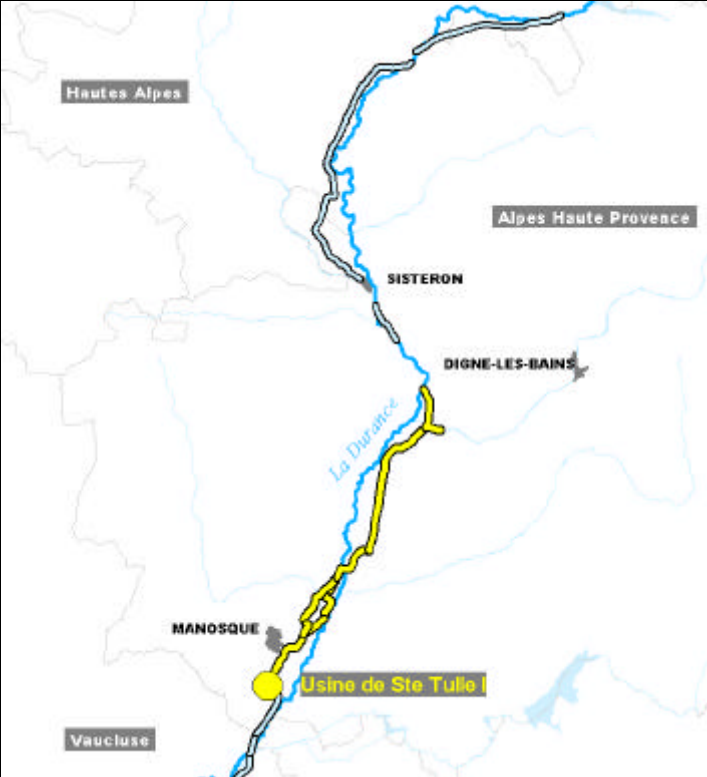 Hautes Alpes
Alpes Haute Provence
SISTERON
DIGNE-LES-BAINS
La Durance
MANOSQUE
Usine de Ste Tulle I
Vaucluse